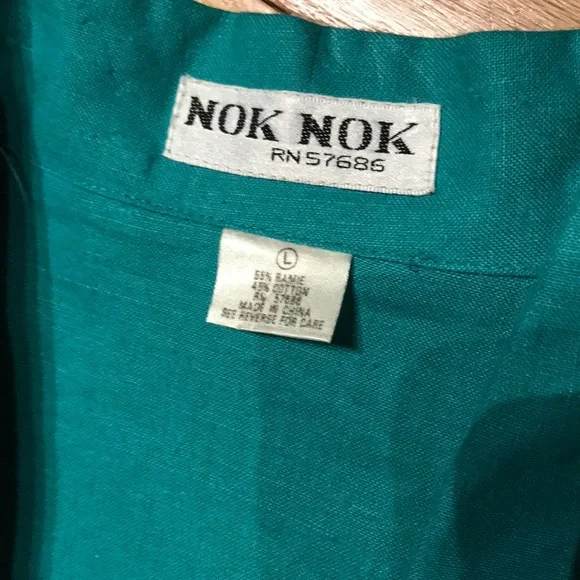 NOK NOK
RN 57686
L
55% RAMIE
45% COTTON
RN 57686
MADE IN CHINA
SEE REVERSE FOR CARE